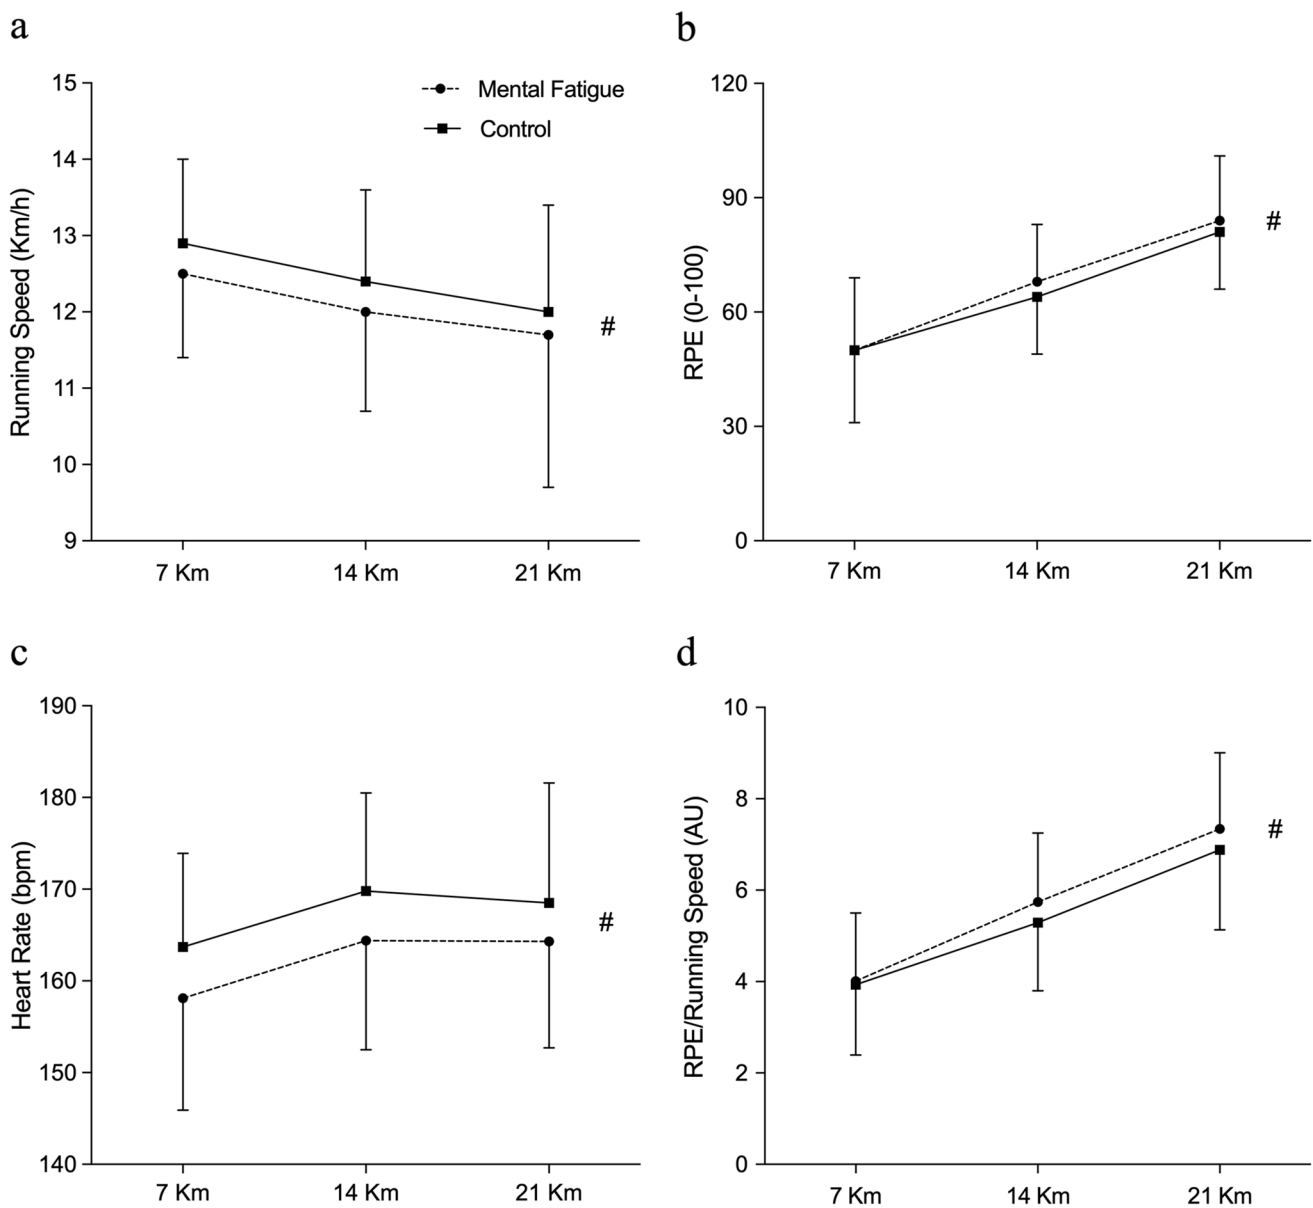 a
15
14
13
12
11
10
9
Running Speed (Km/h)
Mental Fatigue
Control
#
7 Km
14 Km
21 Km
b
120
90
60
30
0
RPE (0-100)
#
7 Km
14 Km
21 Km
c
190
180
170
160
150
140
Heart Rate (bpm)
#
7 Km
14 Km
21 Km
d
10
8
6
4
2
0
RPE/Running Speed (AU)
#
7 Km
14 Km
21 Km